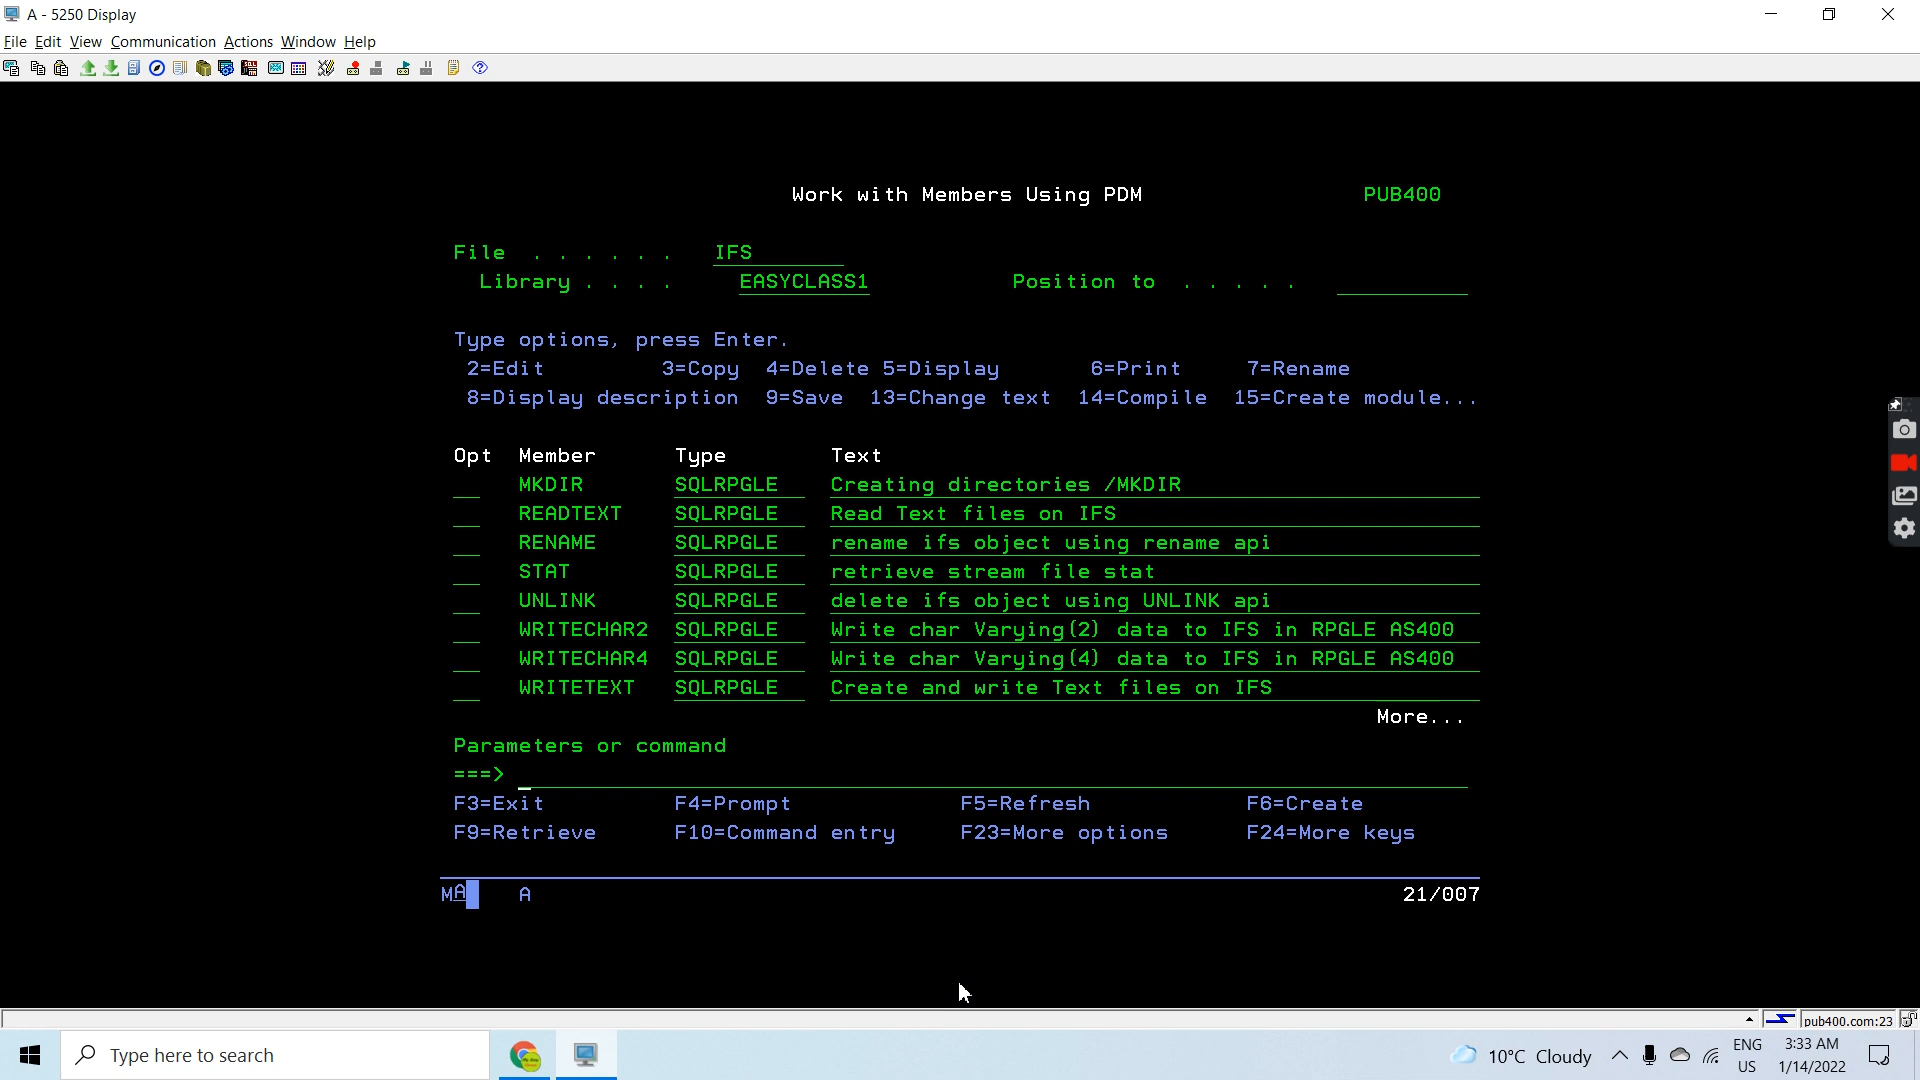 A - 5250 Display
File Edit View Communication Actions Window Help
Work with Members Using PDM PUB400
File . . . . . . IFS
Library . . . . EASYCLASS1 Position to . . . . .
Type options, press Enter.
2=Edit 3=Copy 4=Delete 5=Display 6=Print 7=Rename
8=Display description 9=Save 13=Change text 14=Compile 15=Create module...
Opt Member Type Text
MKDIR SQLRPGLE Creating directories /MKDIR
READTEXT SQLRPGLE Read Text files on IFS
RENAME SQLRPGLE rename ifs object using rename api
STAT SQLRPGLE retrieve stream file stat
UNLINK SQLRPGLE delete ifs object using UNLINK api
WRITECHAR2 SQLRPGLE Write char Varying(2) data to IFS in RPGLE AS400
WRITECHAR4 SQLRPGLE Write char Varying(4) data to IFS in RPGLE AS400
WRITETEXT SQLRPGLE Create and write Text files on IFS
More...
Parameters or command
===>
F3=Exit F4=Prompt F5=Refresh F6=Create
F9=Retrieve F10=Command entry F23=More options F24=More keys
MA A 21/007
pub400.com:23
Type here to search 10°C Cloudy ENG US 3:33 AM 1/14/2022